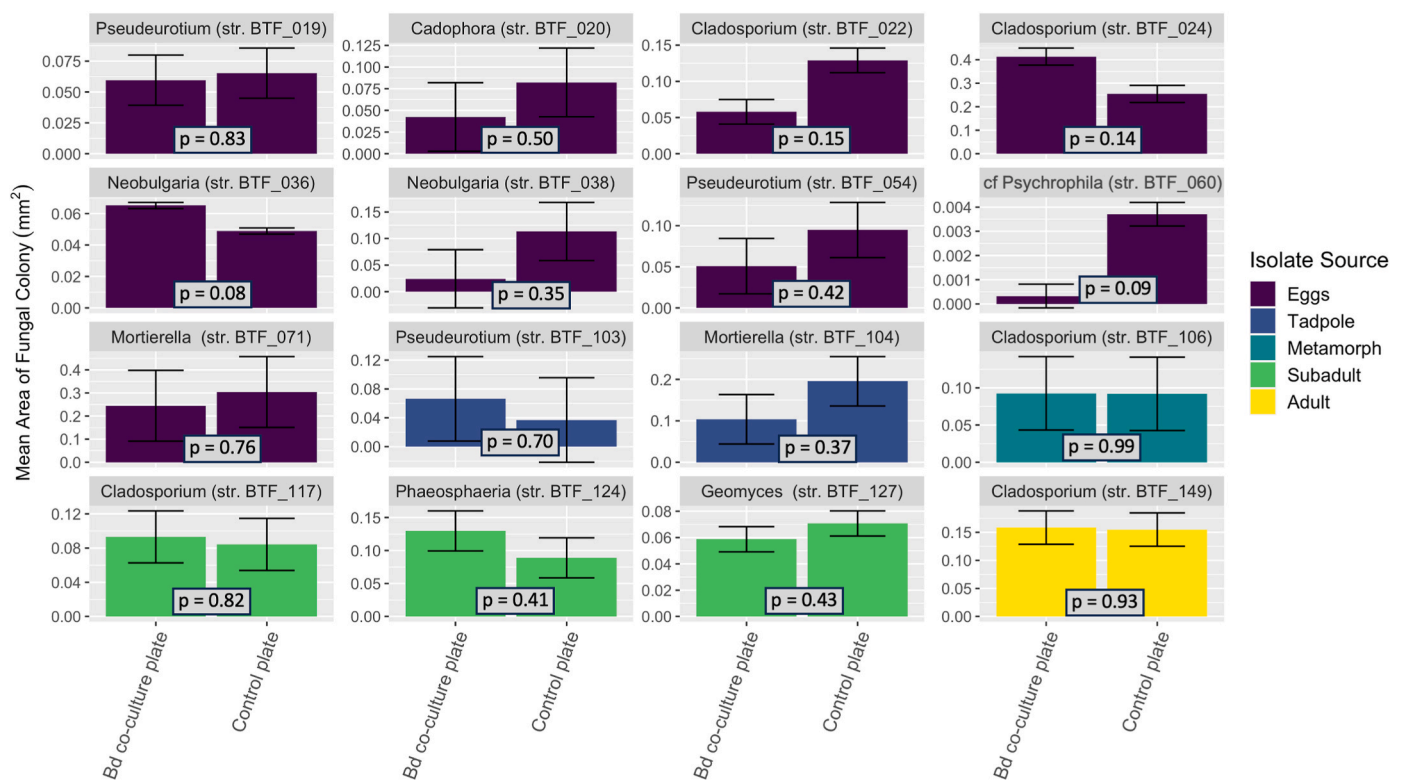 Pseudeurotium (str. BTF_019)
Cadophora (str. BTF_020)
Cladosporium (str. BTF_022)
Cladosporium (str. BTF_024)
0.075
0.050
0.025
0.000
p = 0.83
0.125
0.100
0.075
0.050
0.025
0.000
p = 0.50
0.15
0.10
0.05
0.00
p = 0.15
0.4
0.3
0.2
0.1
0.0
p = 0.14
Neobulgaria (str. BTF_036)
Neobulgaria (str. BTF_038)
Pseudeurotium (str. BTF_054)
cf Psychrophila (str. BTF_060)
0.06
0.04
0.02
0.00
p = 0.08
0.15
0.10
0.05
0.00
p = 0.35
0.10
0.05
0.00
p = 0.42
0.004
0.003
0.002
0.001
0.000
p = 0.09
Mortierella (str. BTF_071)
Pseudeurotium (str. BTF_103)
Mortierella (str. BTF_104)
Cladosporium (str. BTF_106)
0.4
0.3
0.2
0.1
0.0
p = 0.76
0.12
0.08
0.04
0.00
p = 0.70
0.2
0.1
0.0
p = 0.37
0.10
0.05
0.00
p = 0.99
Cladosporium (str. BTF_117)
Phaeosphaeria (str. BTF_124)
Geomyces (str. BTF_127)
Cladosporium (str. BTF_149)
0.12
0.08
0.04
0.00
p = 0.82
0.15
0.10
0.05
0.00
p = 0.41
0.08
0.06
0.04
0.02
0.00
p = 0.43
0.15
0.10
0.05
0.00
p = 0.93
Bd co-culture plate
Control plate
Bd co-culture plate
Control plate
Bd co-culture plate
Control plate
Bd co-culture plate
Control plate
Mean Area of Fungal Colony (mm²)
Isolate Source
Eggs
Tadpole
Metamorph
Subadult
Adult